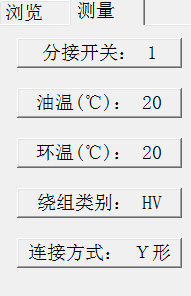 浏览 测量
分接开关： 1
油温(℃)： 20
环温(℃)： 20
绕组类别： HV
连接方式： Y形